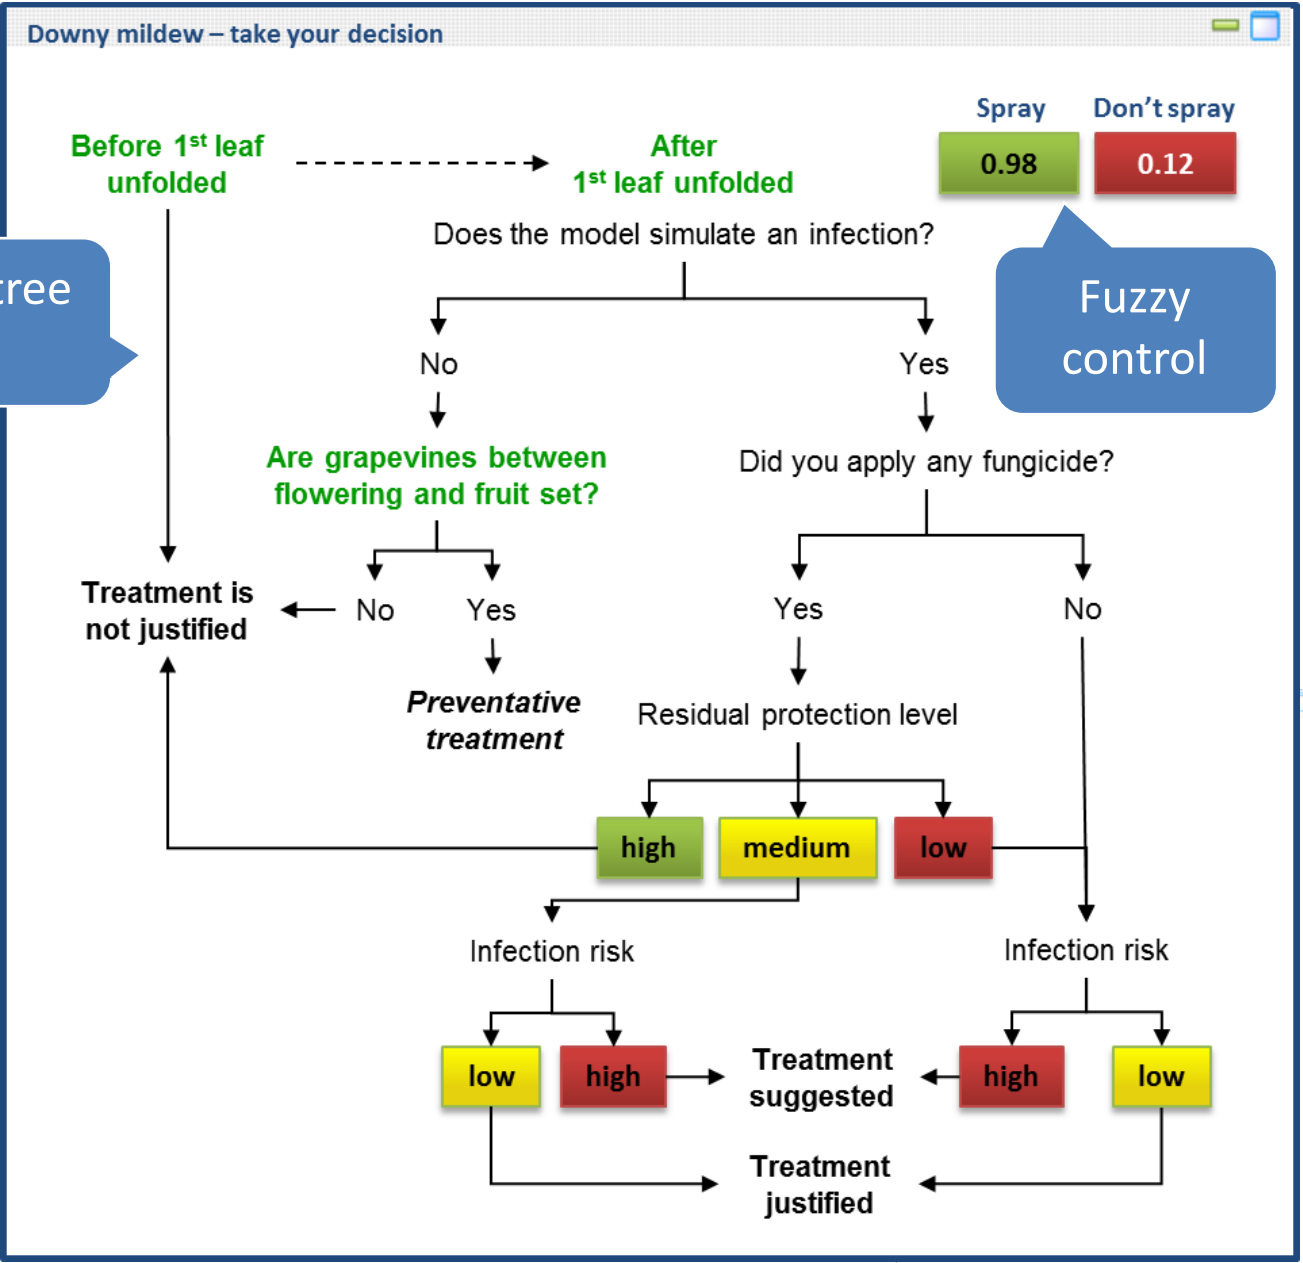 Downy mildew – take your decision
Spray
Don't spray
0.98
0.12
Before 1st leaf
unfolded
After
1st leaf unfolded
Does the model simulate an infection?
tree
Fuzzy
control
No
Yes
Are grapevines between
flowering and fruit set?
Did you apply any fungicide?
Treatment is
not justified
No
Yes
Yes
No
Preventative
treatment
Residual protection level
high
medium
low
Infection risk
Infection risk
low
high
Treatment
suggested
high
low
Treatment
justified